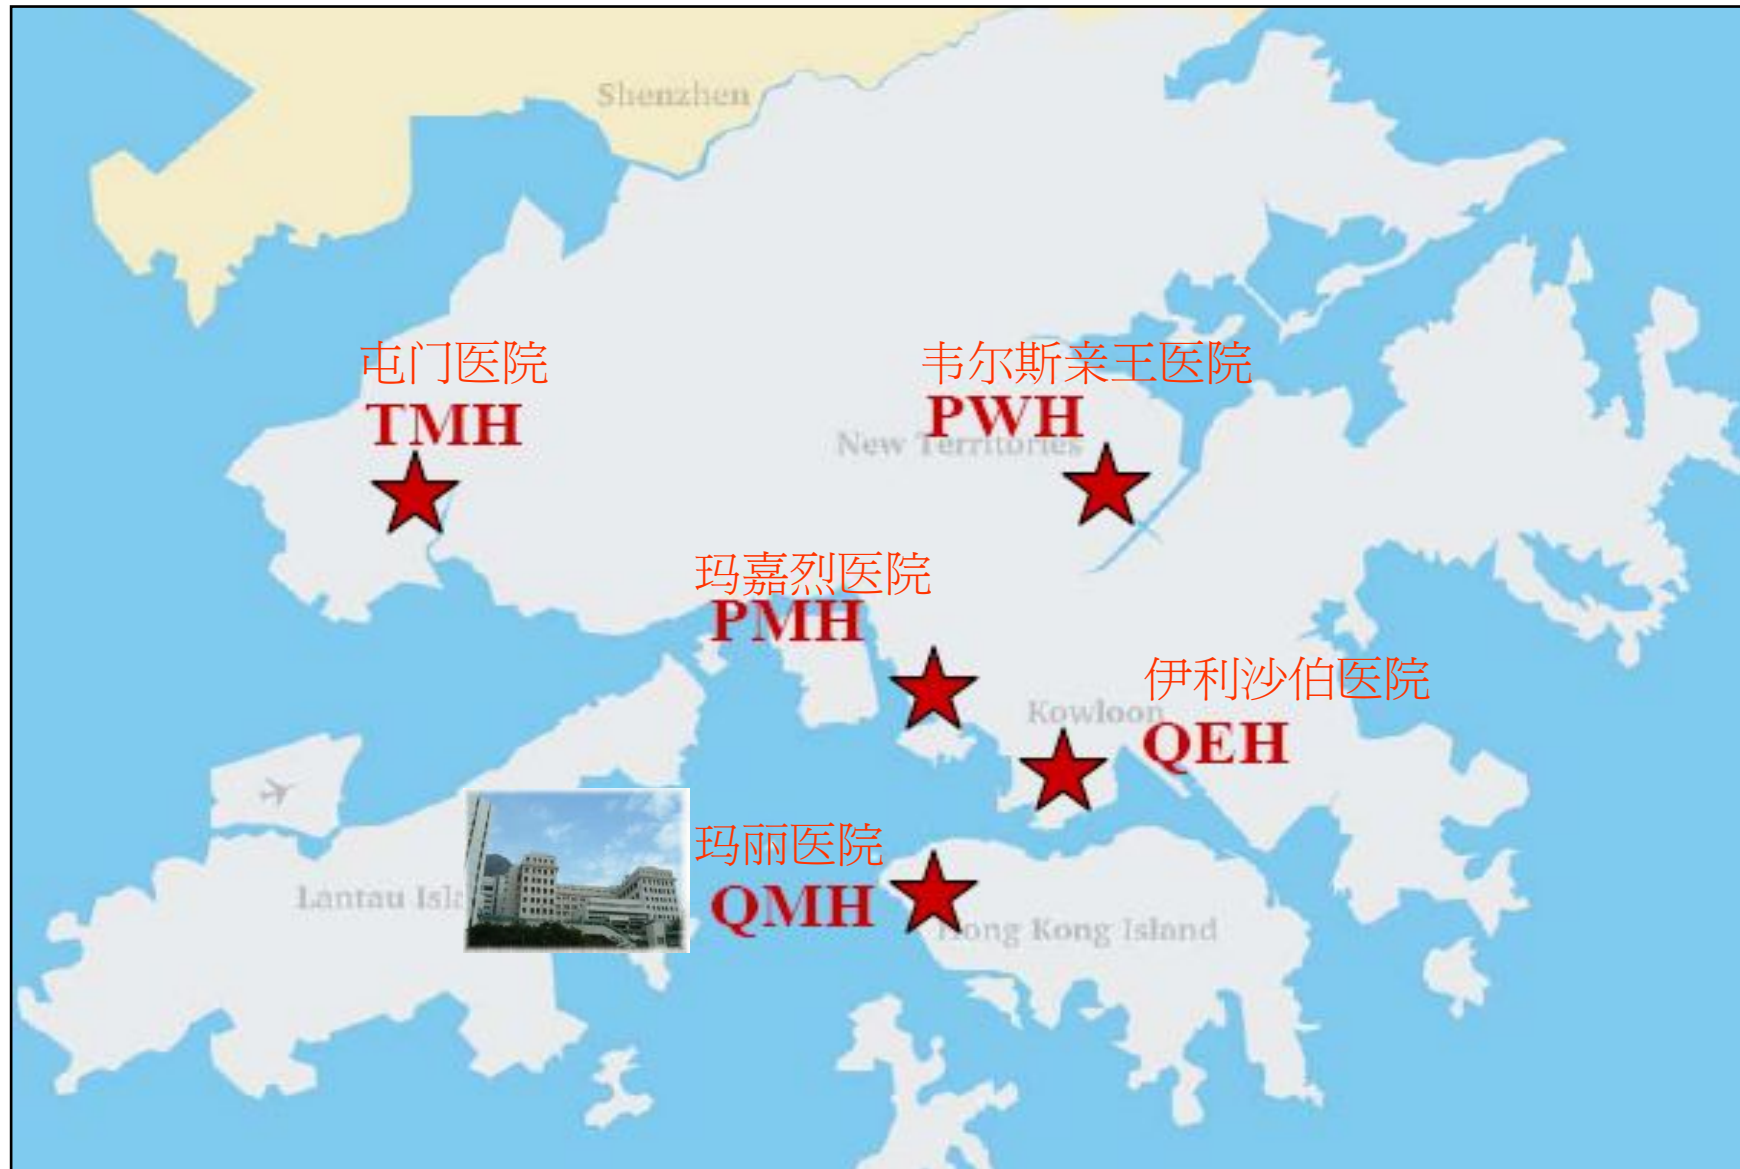 Shenzhen
屯门医院
TMH
韦尔斯亲王医院
PWH
New Territories
玛嘉烈医院
PMH
伊利沙伯医院
Kowloon
QEH
玛丽医院
QMH
Lantau Isla
Hong Kong Island